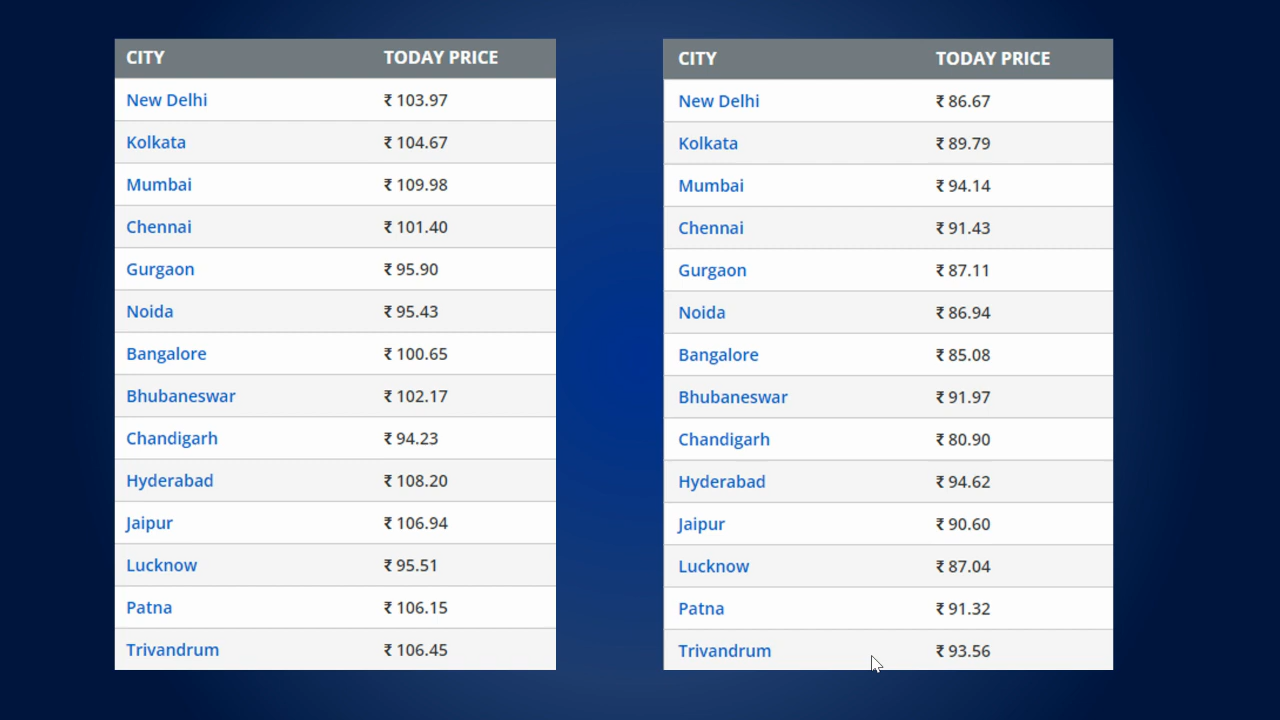 CITY TODAY PRICE
New Delhi ₹ 103.97
Kolkata ₹ 104.67
Mumbai ₹ 109.98
Chennai ₹ 101.40
Gurgaon ₹ 95.90
Noida ₹ 95.43
Bangalore ₹ 100.65
Bhubaneswar ₹ 102.17
Chandigarh ₹ 94.23
Hyderabad ₹ 108.20
Jaipur ₹ 106.94
Lucknow ₹ 95.51
Patna ₹ 106.15
Trivandrum ₹ 106.45
CITY TODAY PRICE
New Delhi ₹ 86.67
Kolkata ₹ 89.79
Mumbai ₹ 94.14
Chennai ₹ 91.43
Gurgaon ₹ 87.11
Noida ₹ 86.94
Bangalore ₹ 85.08
Bhubaneswar ₹ 91.97
Chandigarh ₹ 80.90
Hyderabad ₹ 94.62
Jaipur ₹ 90.60
Lucknow ₹ 87.04
Patna ₹ 91.32
Trivandrum ₹ 93.56